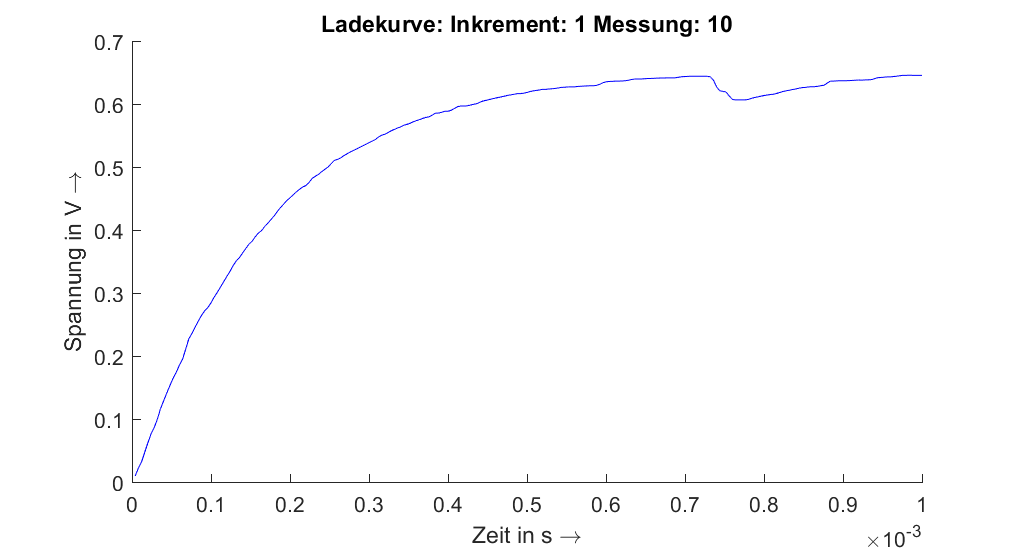 Ladekurve: Inkrement: 1 Messung: 10
0.7
0.6
0.5
0.4
0.3
0.2
0.1
0
Spannung in V →
0 0.1 0.2 0.3 0.4 0.5 0.6 0.7 0.8 0.9 1
Zeit in s →
×10⁻³